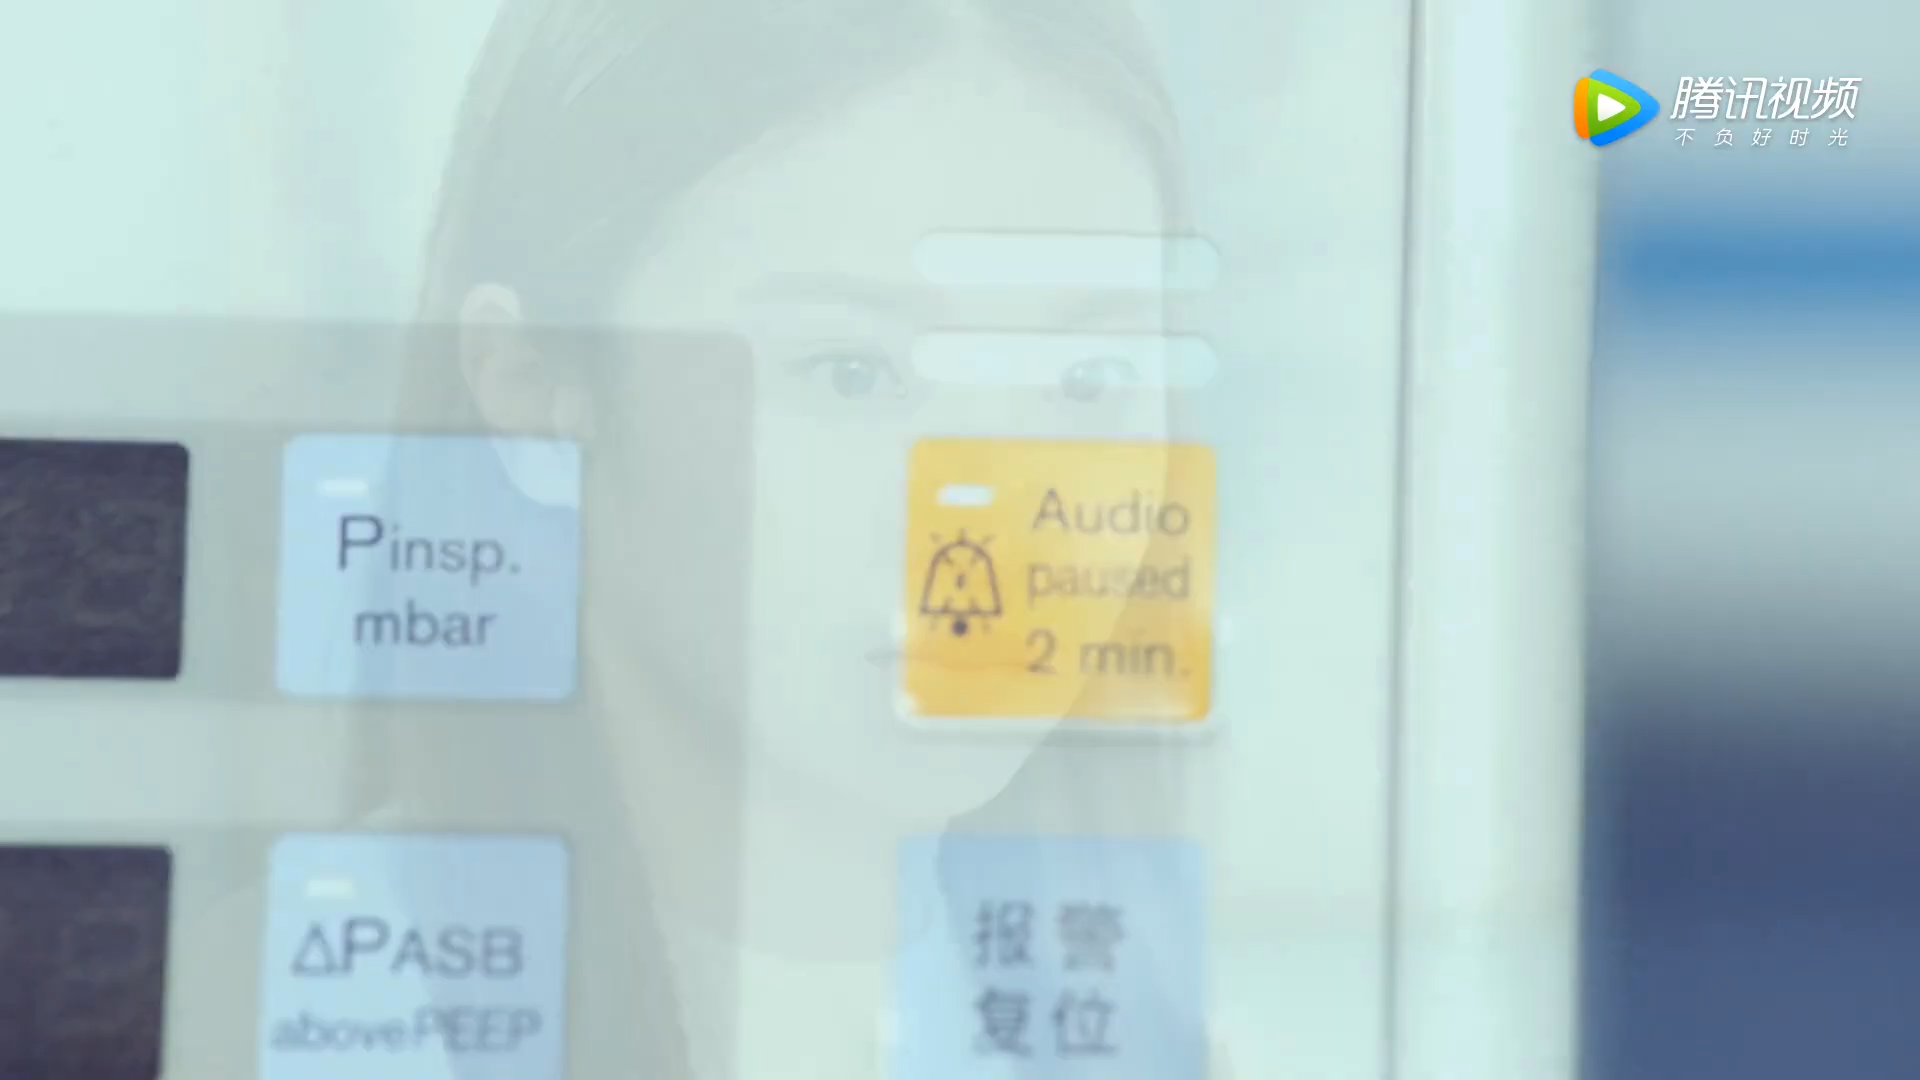 腾讯视频
不负好时光
Pinsp.
mbar
Audio
paused
2 min.
ΔPASB
above PEEP
报警
复位